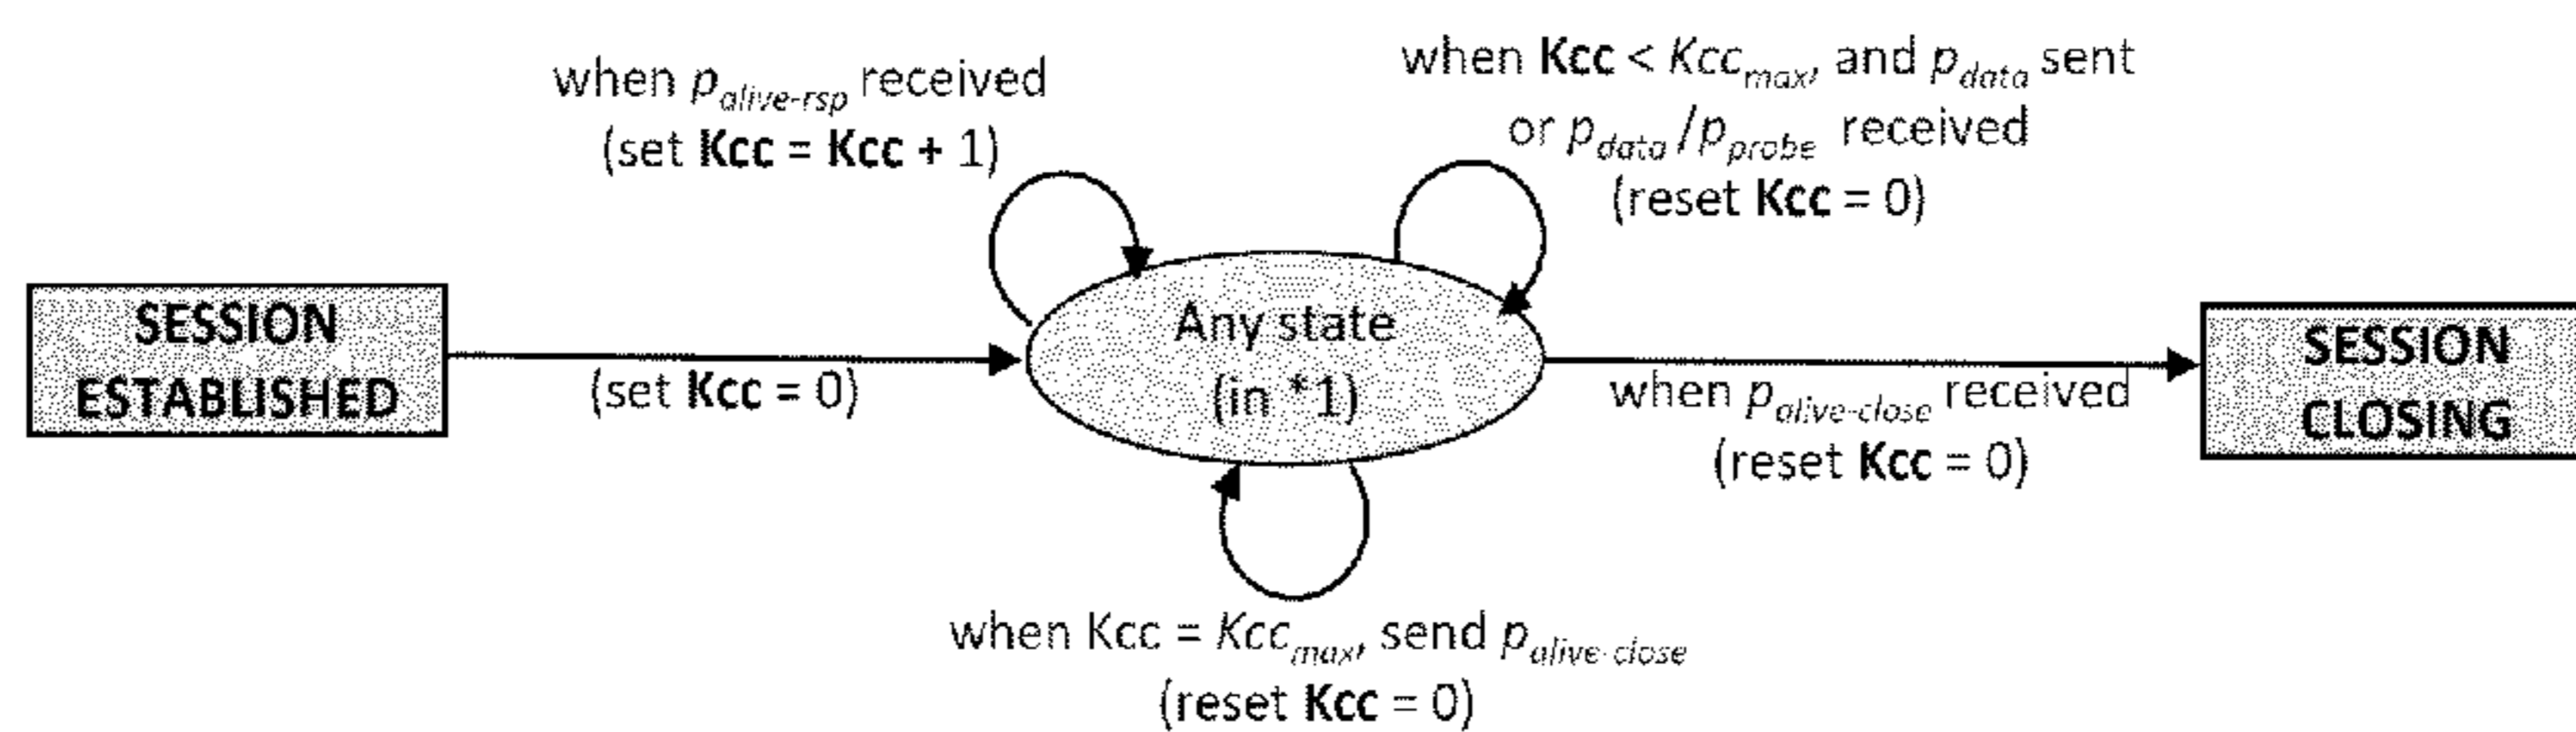 when p_alive-rsp received
(set Kcc = Kcc + 1)
when Kcc < Kcc_max, and p_data sent
or p_data /p_probe received
(reset Kcc = 0)
SESSION
ESTABLISHED
(set Kcc = 0)
Any state
(in *1)
when p_alive-close received
(reset Kcc = 0)
SESSION
CLOSING
when Kcc = Kcc_max, send p_alive-close
(reset Kcc = 0)